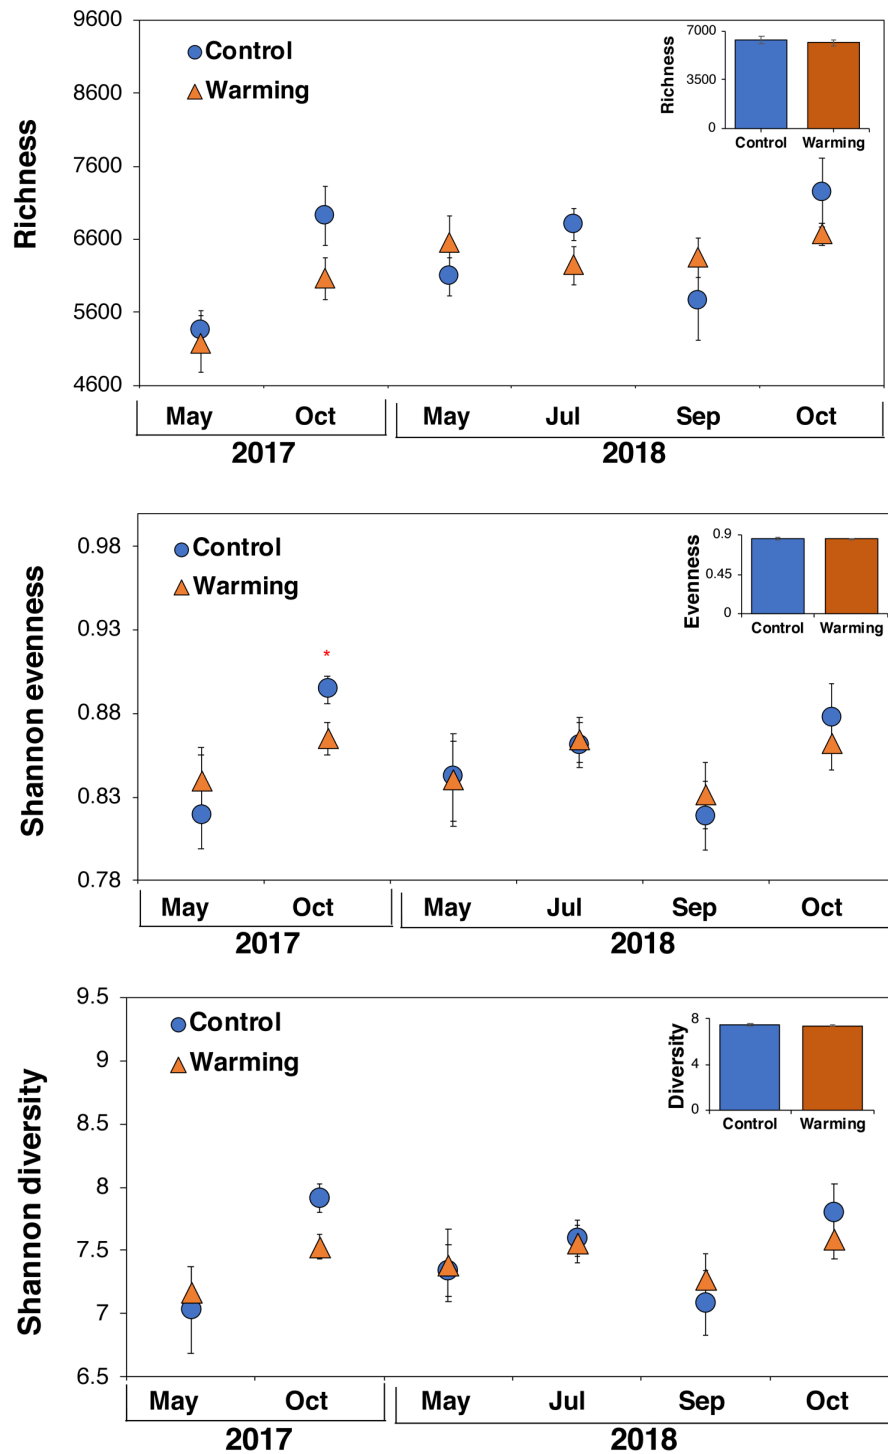 Richness
9600
8600
7600
6600
5600
4600
Control
Warming
Richness
7000
3500
0
Control Warming
May Oct May Jul Sep Oct
2017 2018
Shannon evenness
0.98
0.93
0.88
0.83
0.78
Control
Warming
*
Evenness
0.9
0.45
0
Control Warming
May Oct May Jul Sep Oct
2017 2018
Shannon diversity
9.5
9
8.5
8
7.5
7
6.5
Control
Warming
Diversity
8
4
0
Control Warming
May Oct May Jul Sep Oct
2017 2018